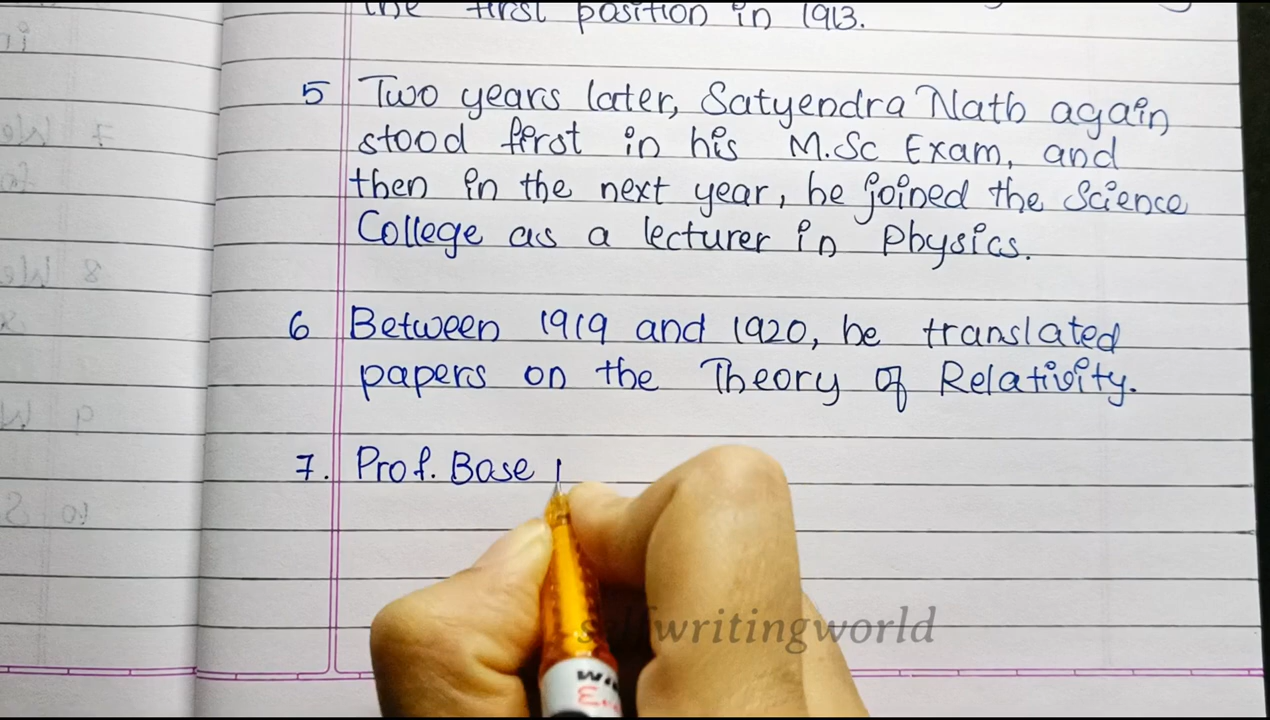 the first position in 1913.
5 Two years later, Satyendra Nath again
stood first in his M.Sc Exam, and
then in the next year, he joined the Science
College as a lecturer in Physics.
6 Between 1919 and 1920, he translated
papers on the Theory of Relativity.
7. Prof. Bose
writingworld